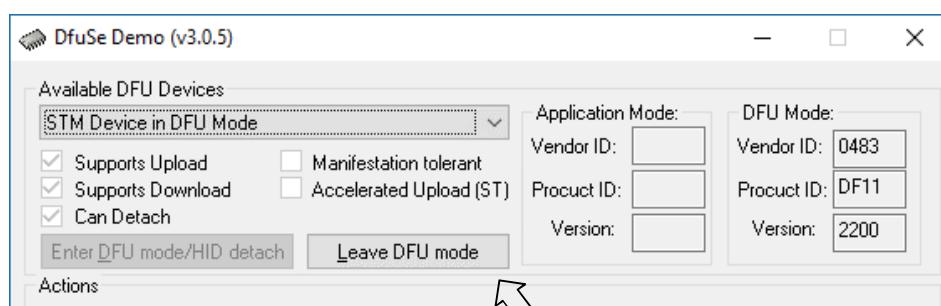 DfuSe Demo (v3.0.5)
Available DFU Devices
STM Device in DFU Mode
Supports Upload
Manifestation tolerant
Supports Download
Accelerated Upload (ST)
Can Detach
Enter DFU mode/HID detach
Leave DFU mode
Application Mode:
Vendor ID:
Procuct ID:
Version:
DFU Mode:
Vendor ID: 0483
Procuct ID: DF11
Version: 2200
Actions